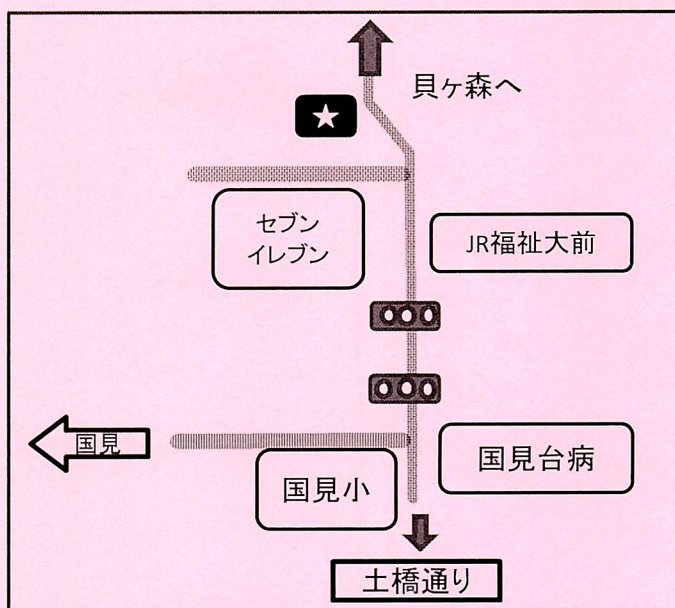 貝ヶ森へ
セブン
イレブン
JR福祉大前
国見
国見小
国見台病
土橋通り